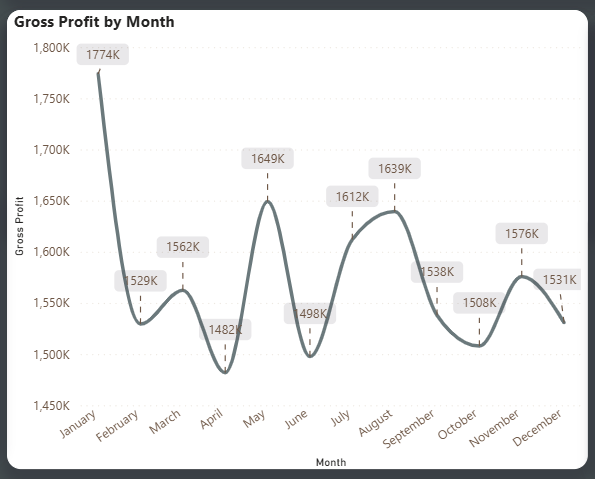 Gross Profit by Month
Gross Profit
1,800K
1,750K
1,700K
1,650K
1,600K
1,550K
1,500K
1,450K
1774K
1529K
1562K
1482K
1649K
1498K
1612K
1639K
1538K
1508K
1576K
1531K
January
February
March
April
May
June
July
August
September
October
November
December
Month